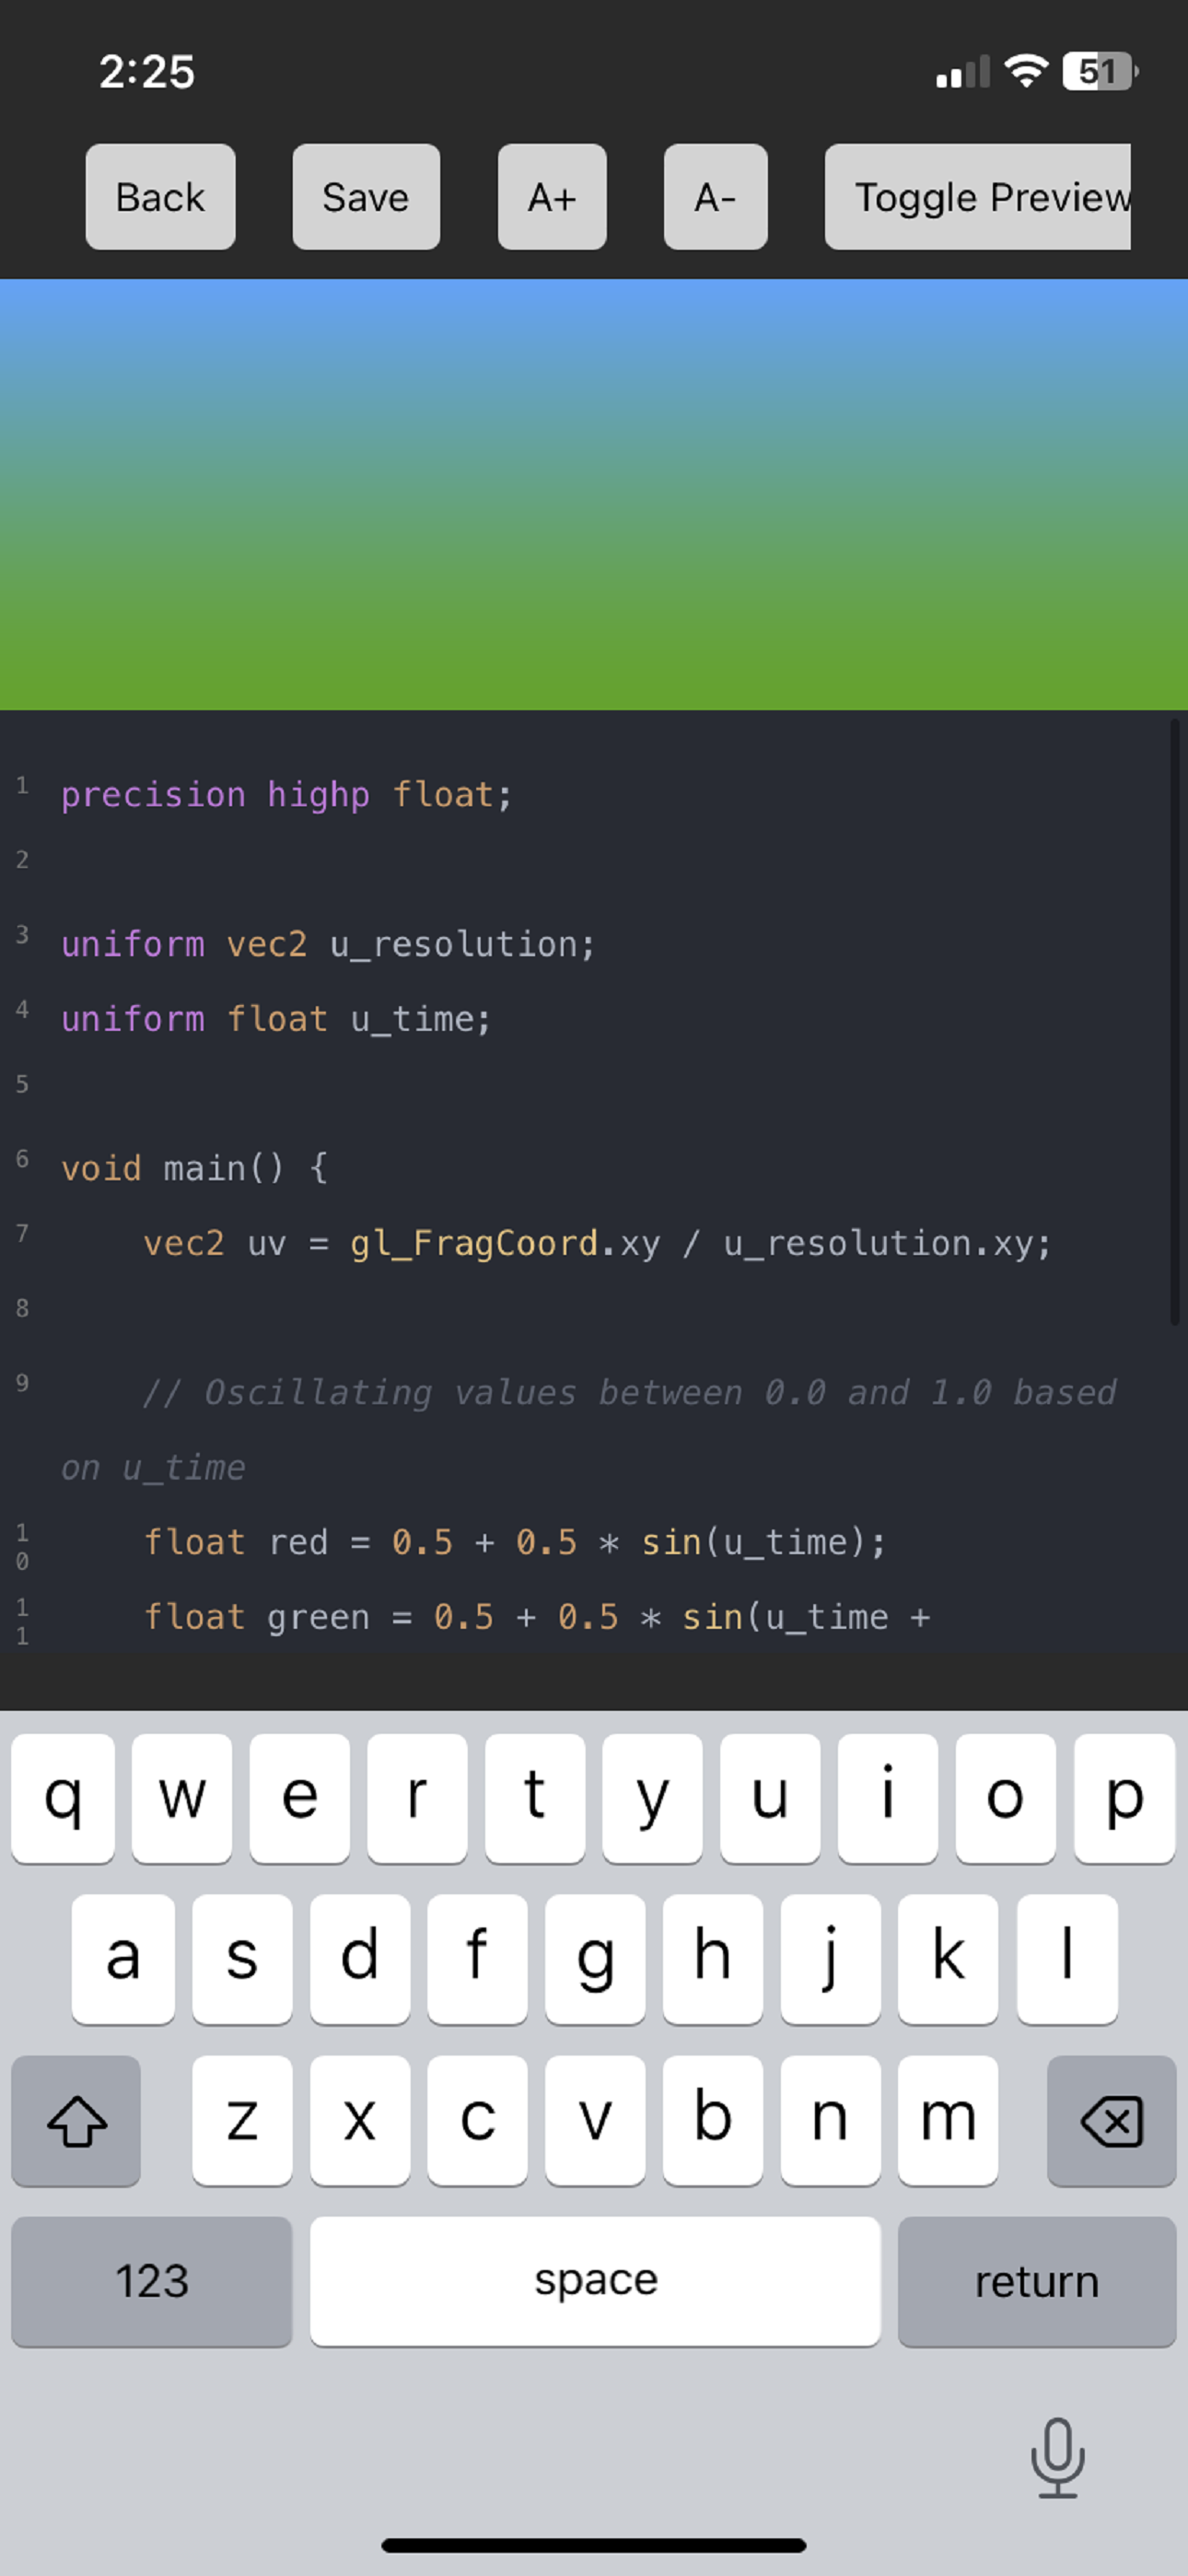 2:25 51
Back Save A+ A- Toggle Preview
1 precision highp float;
2
3 uniform vec2 u_resolution;
4 uniform float u_time;
5
6 void main() {
7     vec2 uv = gl_FragCoord.xy / u_resolution.xy;
8
9     // Oscillating values between 0.0 and 1.0 based
on u_time
10     float red = 0.5 + 0.5 * sin(u_time);
11     float green = 0.5 + 0.5 * sin(u_time +
q w e r t y u i o p
a s d f g h j k l
z x c v b n m
123 space return